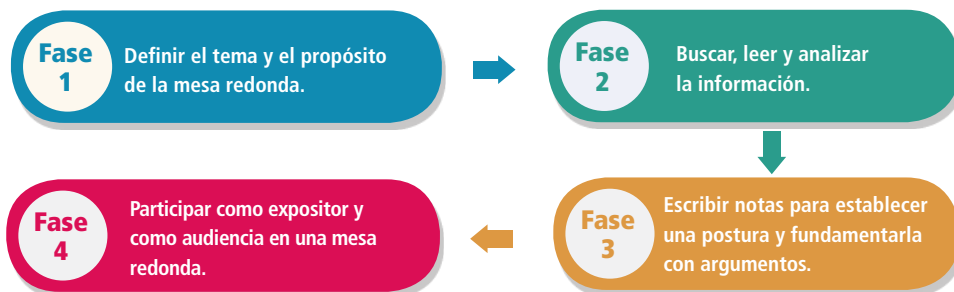 Fase
1
Definir el tema y el propósito
de la mesa redonda.
Fase
2
Buscar, leer y analizar
la información.
Fase
3
Escribir notas para establecer
una postura y fundamentarla
con argumentos.
Fase
4
Participar como expositor y
como audiencia en una mesa
redonda.